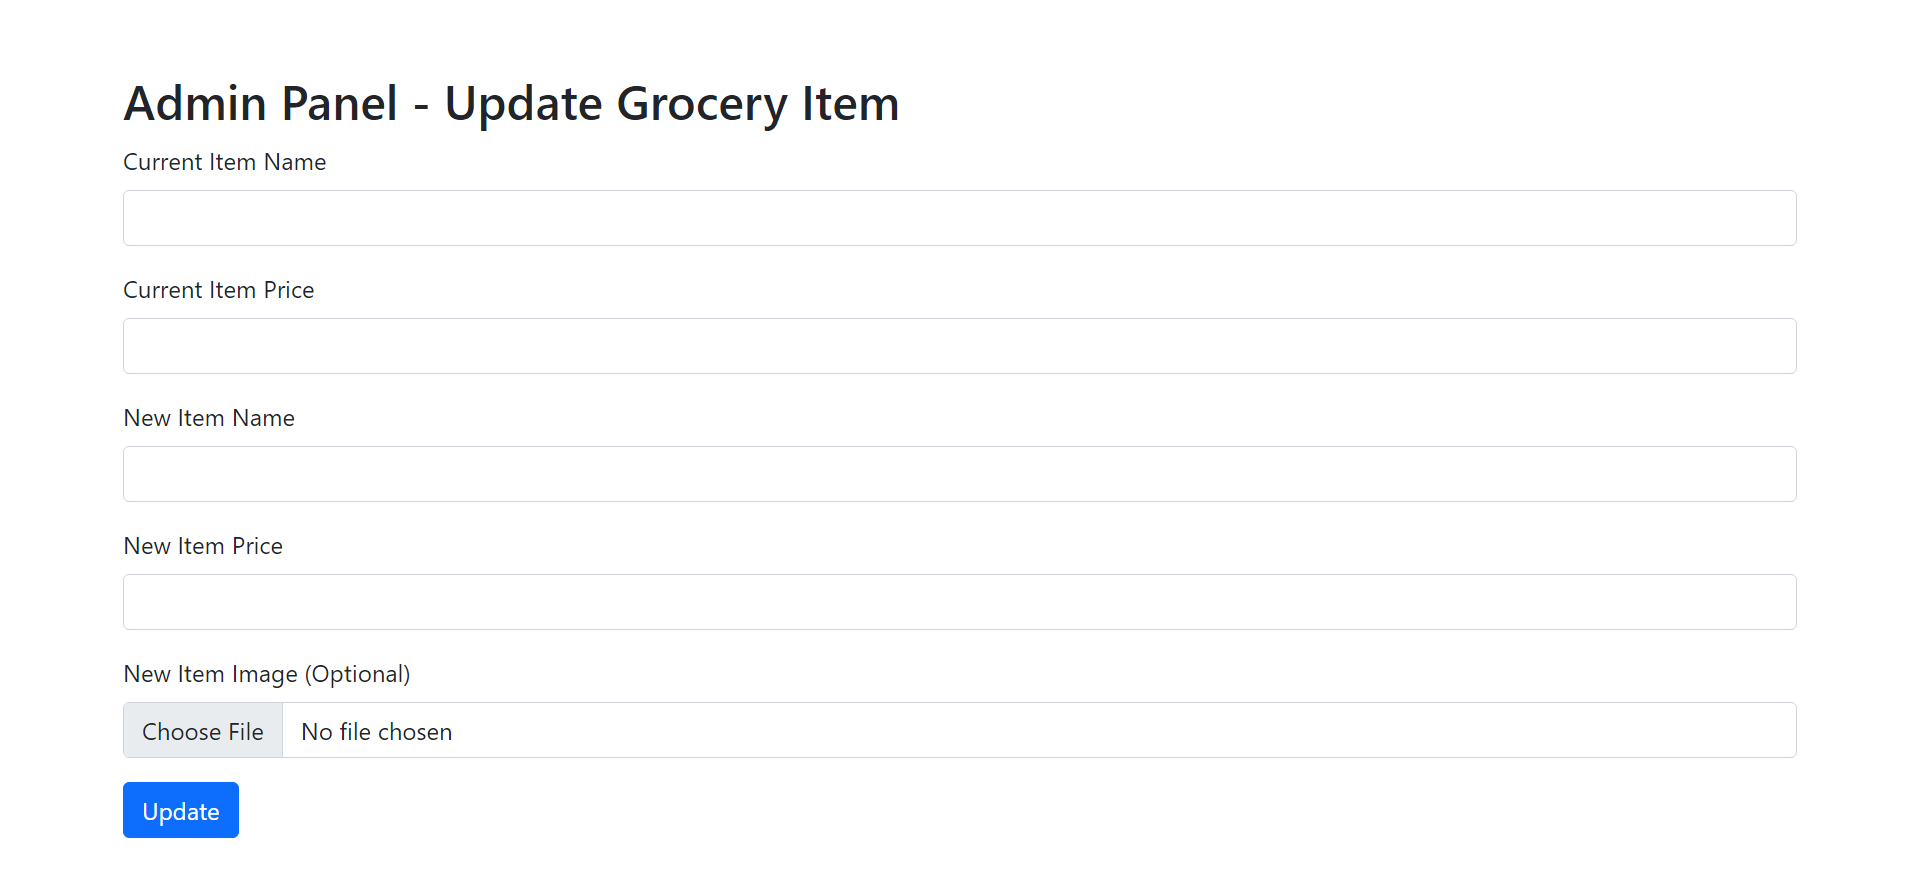 Admin Panel - Update Grocery Item
Current Item Name
Current Item Price
New Item Name
New Item Price
New Item Image (Optional)
Choose File No file chosen
Update